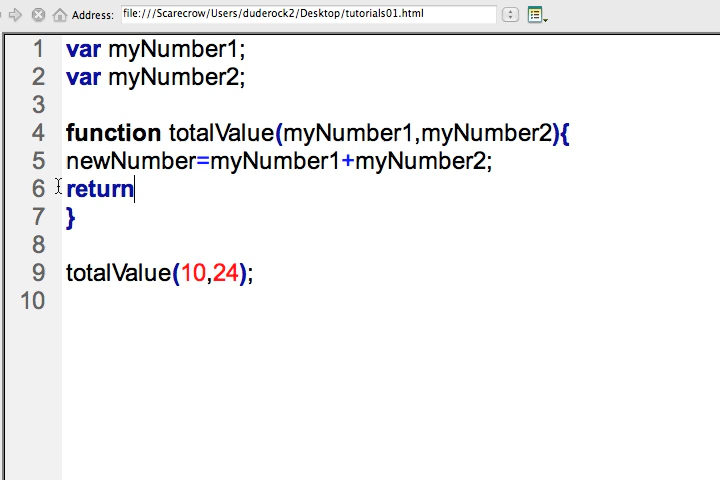 Address: file:///Scarecrow/Users/duderock2/Desktop/tutorials01.html
1 var myNumber1;
2 var myNumber2;
3
4 function totalValue(myNumber1,myNumber2){
5 newNumber=myNumber1+myNumber2;
6 return
7 }
8
9 totalValue(10,24);
10